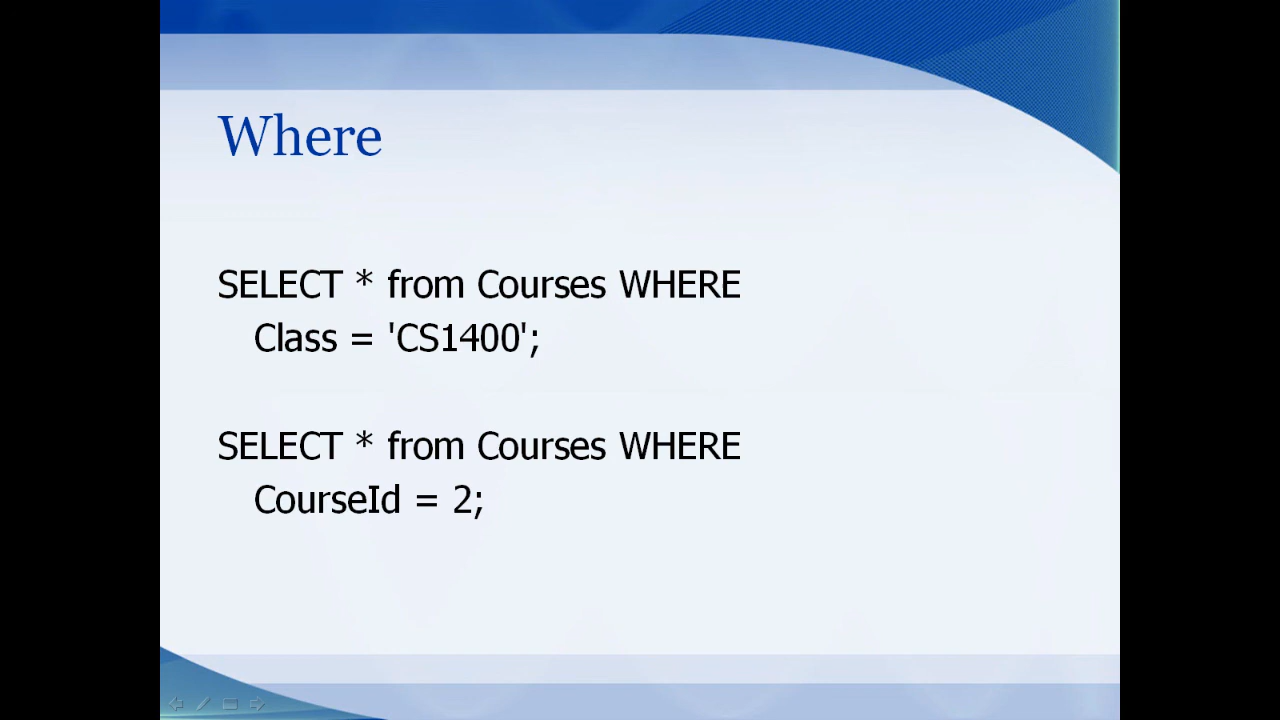 Where
SELECT * from Courses WHERE
Class = 'CS1400';
SELECT * from Courses WHERE
CourseId = 2;